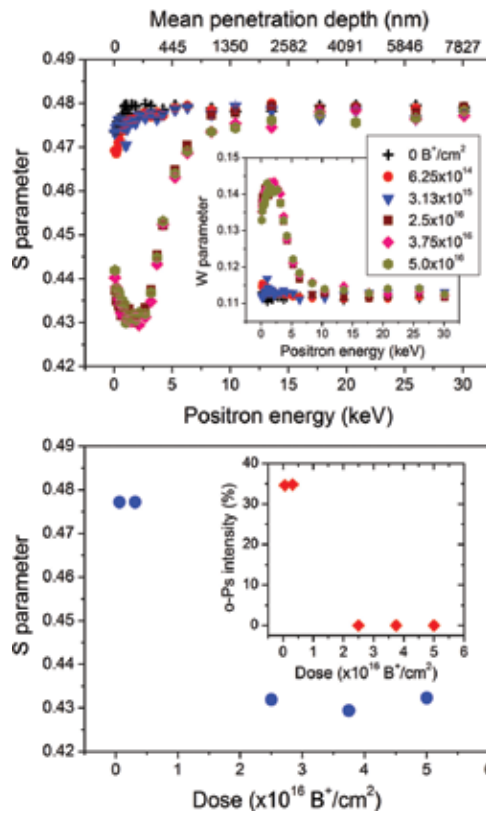 Mean penetration depth (nm)
0 445 1350 2582 4091 5846 7827
0.49
0.48
0.47
0.46
0.45
0.44
0.43
0.42
S parameter
0 B⁺/cm²
6.25x10¹⁴
3.13x10¹⁵
2.5x10¹⁶
3.75x10¹⁶
5.0x10¹⁶
0.15
0.14
0.13
0.12
0.11
W parameter
0 5 10 15 20 25 30
Positron energy (keV)
0 5 10 15 20 25 30
Positron energy (keV)
0.49
0.48
0.47
0.46
0.45
0.44
0.43
0.42
S parameter
40
30
20
10
0
o-Ps intensity (%)
0 1 2 3 4 5 6
Dose (x10¹⁶ B⁺/cm²)
0 1 2 3 4 5
Dose (x10¹⁶ B⁺/cm²)